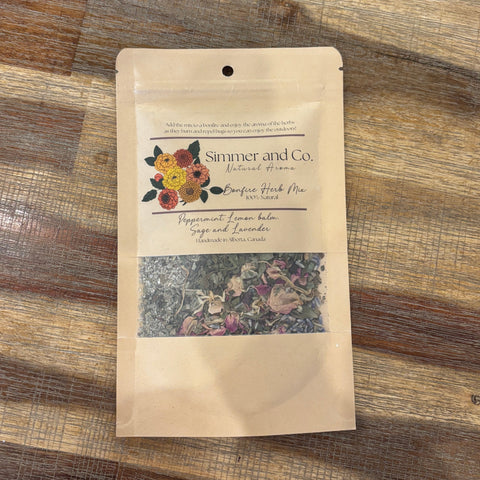 Add the mix to a bonfire and enjoy the aroma of the herbs
as they burn and repel bugs so you can enjoy the outdoors!
Simmer and Co.
Natural Aroma
Bonfire Herb Mix
100% Natural
Peppermint Lemon balm
Sage and Lavender
Handmade in Alberta, Canada